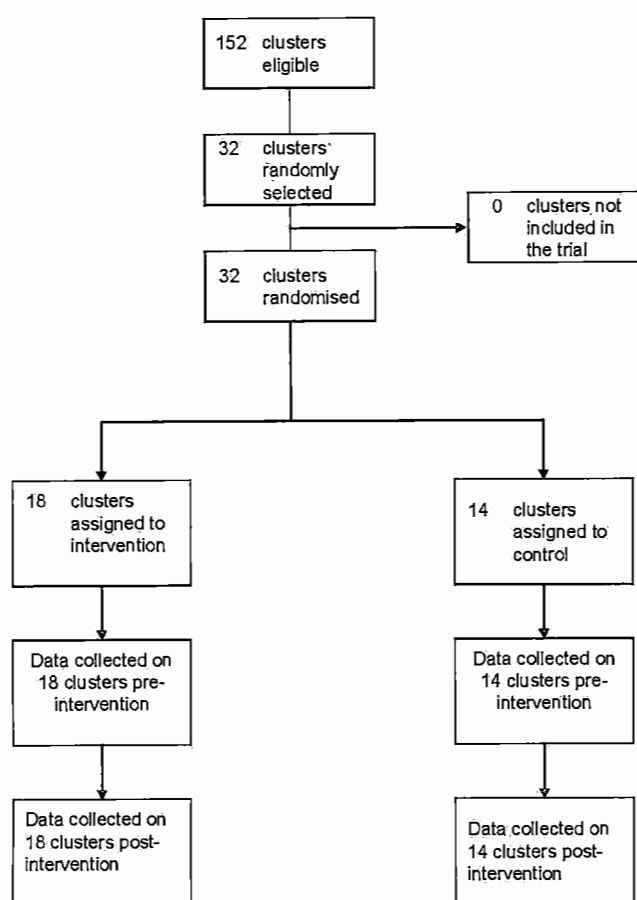 152 clusters
eligible
32 clusters
randomly
selected
0 clusters not
included in
the trial
32 clusters
randomised
18 clusters
assigned to
intervention
14 clusters
assigned to
control
Data collected on
18 clusters pre-
intervention
Data collected on
14 clusters pre-
intervention
Data collected on
18 clusters post-
intervention
Data collected on
14 clusters post-
intervention